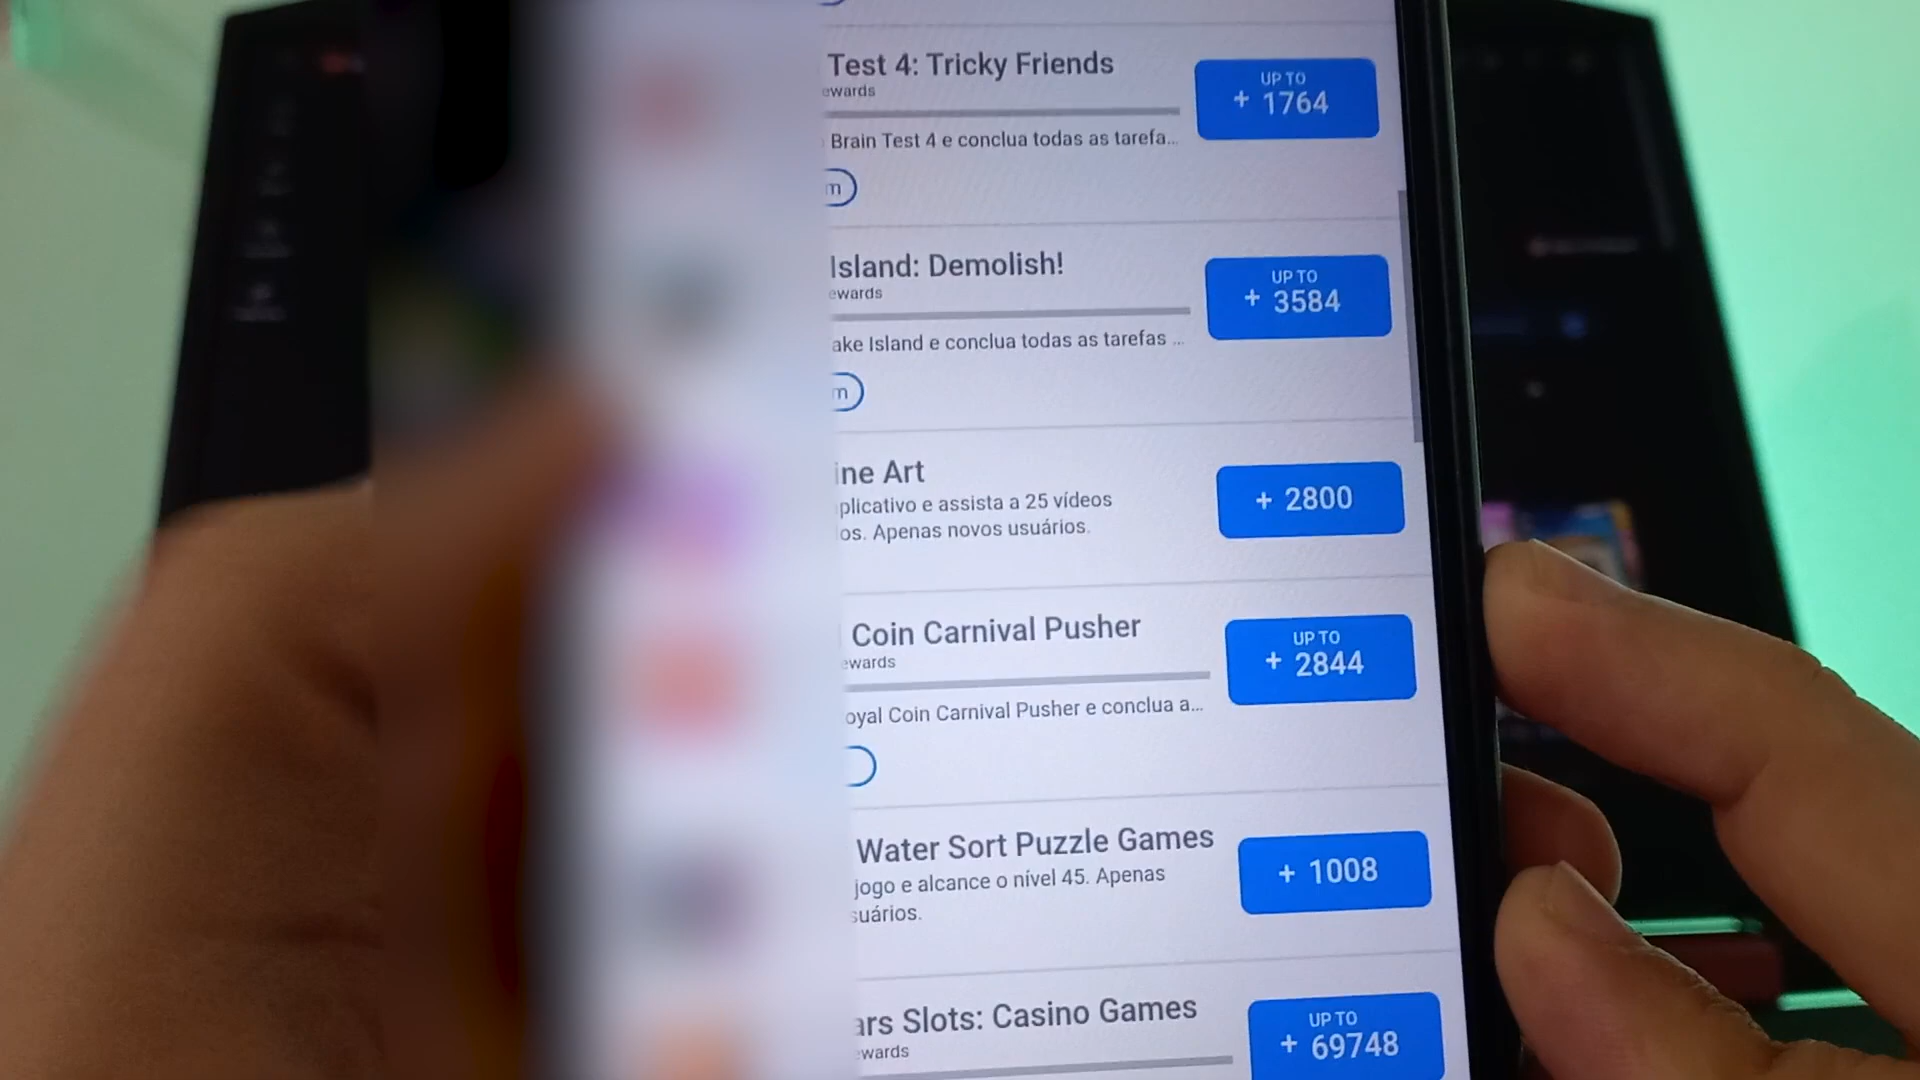 Test 4: Tricky Friends
ewards
UP TO
+ 1764
Brain Test 4 e conclua todas as tarefa...
m
Island: Demolish!
ewards
UP TO
+ 3584
ake Island e conclua todas as tarefas ...
m
ine Art
plicativo e assista a 25 vídeos
os. Apenas novos usuários.
+ 2800
Coin Carnival Pusher
ewards
UP TO
+ 2844
oyal Coin Carnival Pusher e conclua a...
Water Sort Puzzle Games
jogo e alcance o nível 45. Apenas
suários.
+ 1008
ars Slots: Casino Games
wards
UP TO
+ 69748